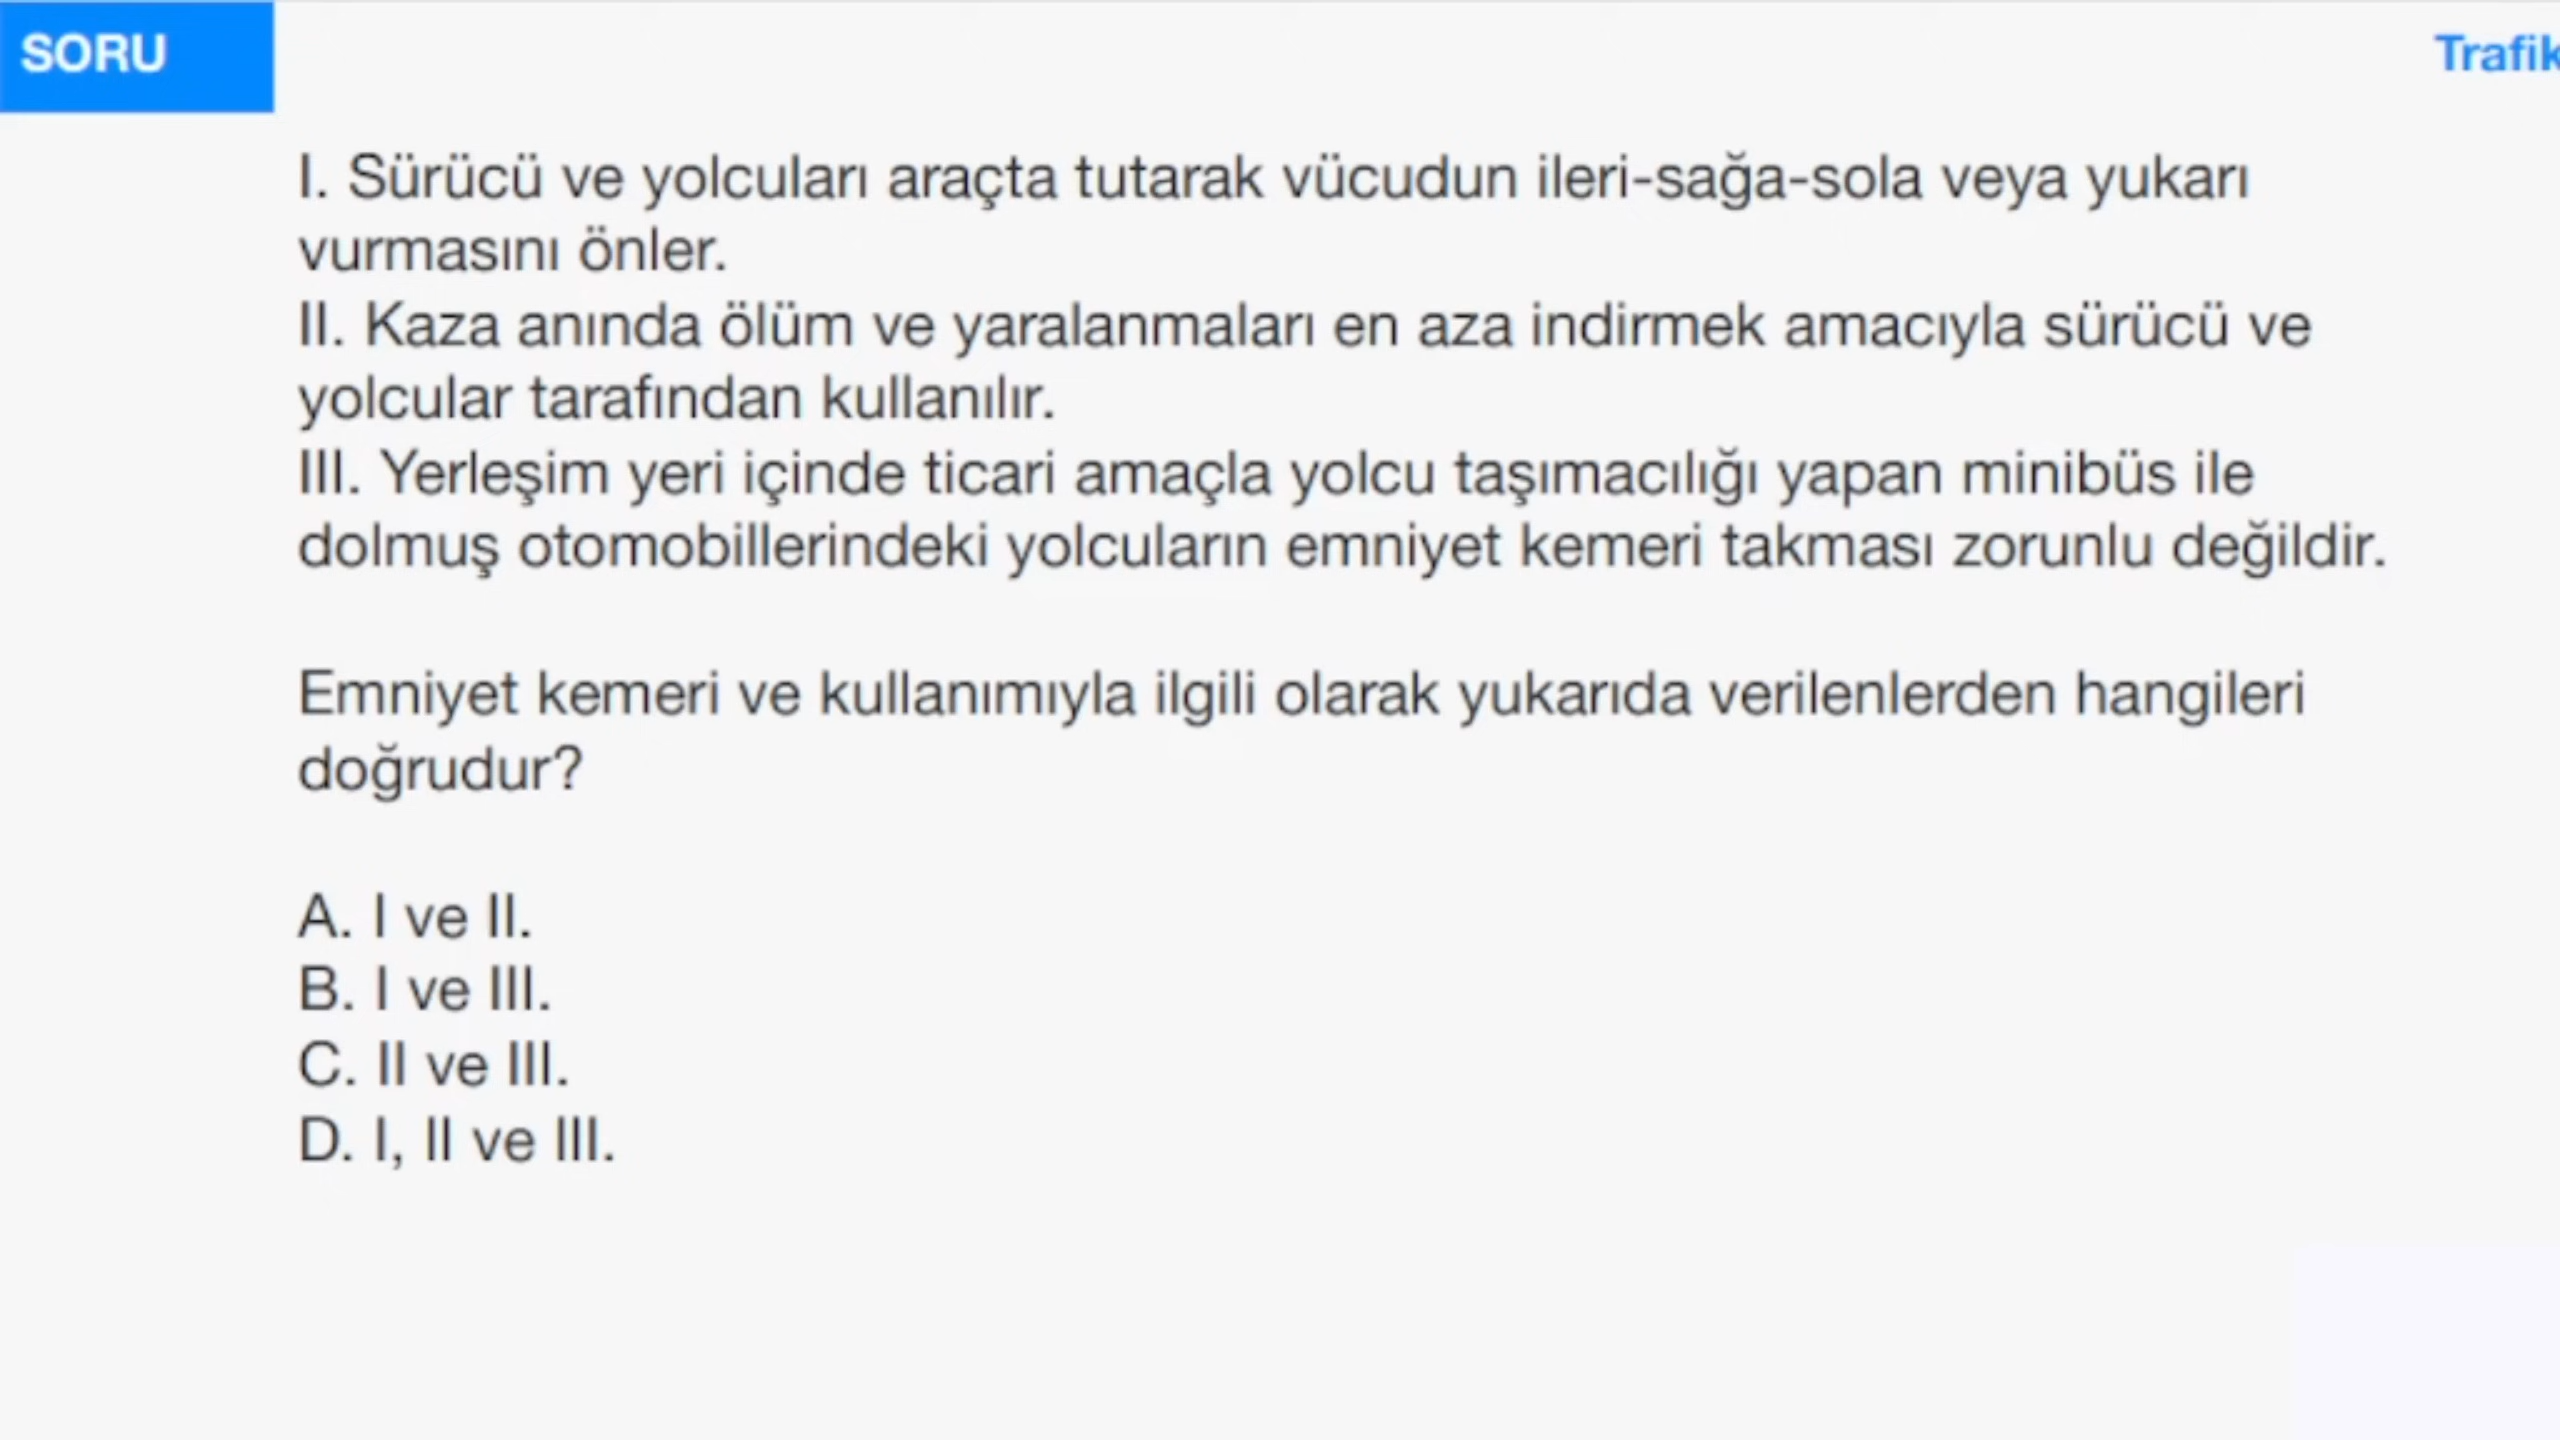 SORU
Trafik
I. Sürücü ve yolcuları araçta tutarak vücudun ileri-sağa-sola veya yukarı
vurmasını önler.
II. Kaza anında ölüm ve yaralanmaları en aza indirmek amacıyla sürücü ve
yolcular tarafından kullanılır.
III. Yerleşim yeri içinde ticari amaçla yolcu taşımacılığı yapan minibüs ile
dolmuş otomobillerindeki yolcuların emniyet kemeri takması zorunlu değildir.
Emniyet kemeri ve kullanımıyla ilgili olarak yukarıda verilenlerden hangileri
doğrudur?
A. I ve II.
B. I ve III.
C. II ve III.
D. I, II ve III.